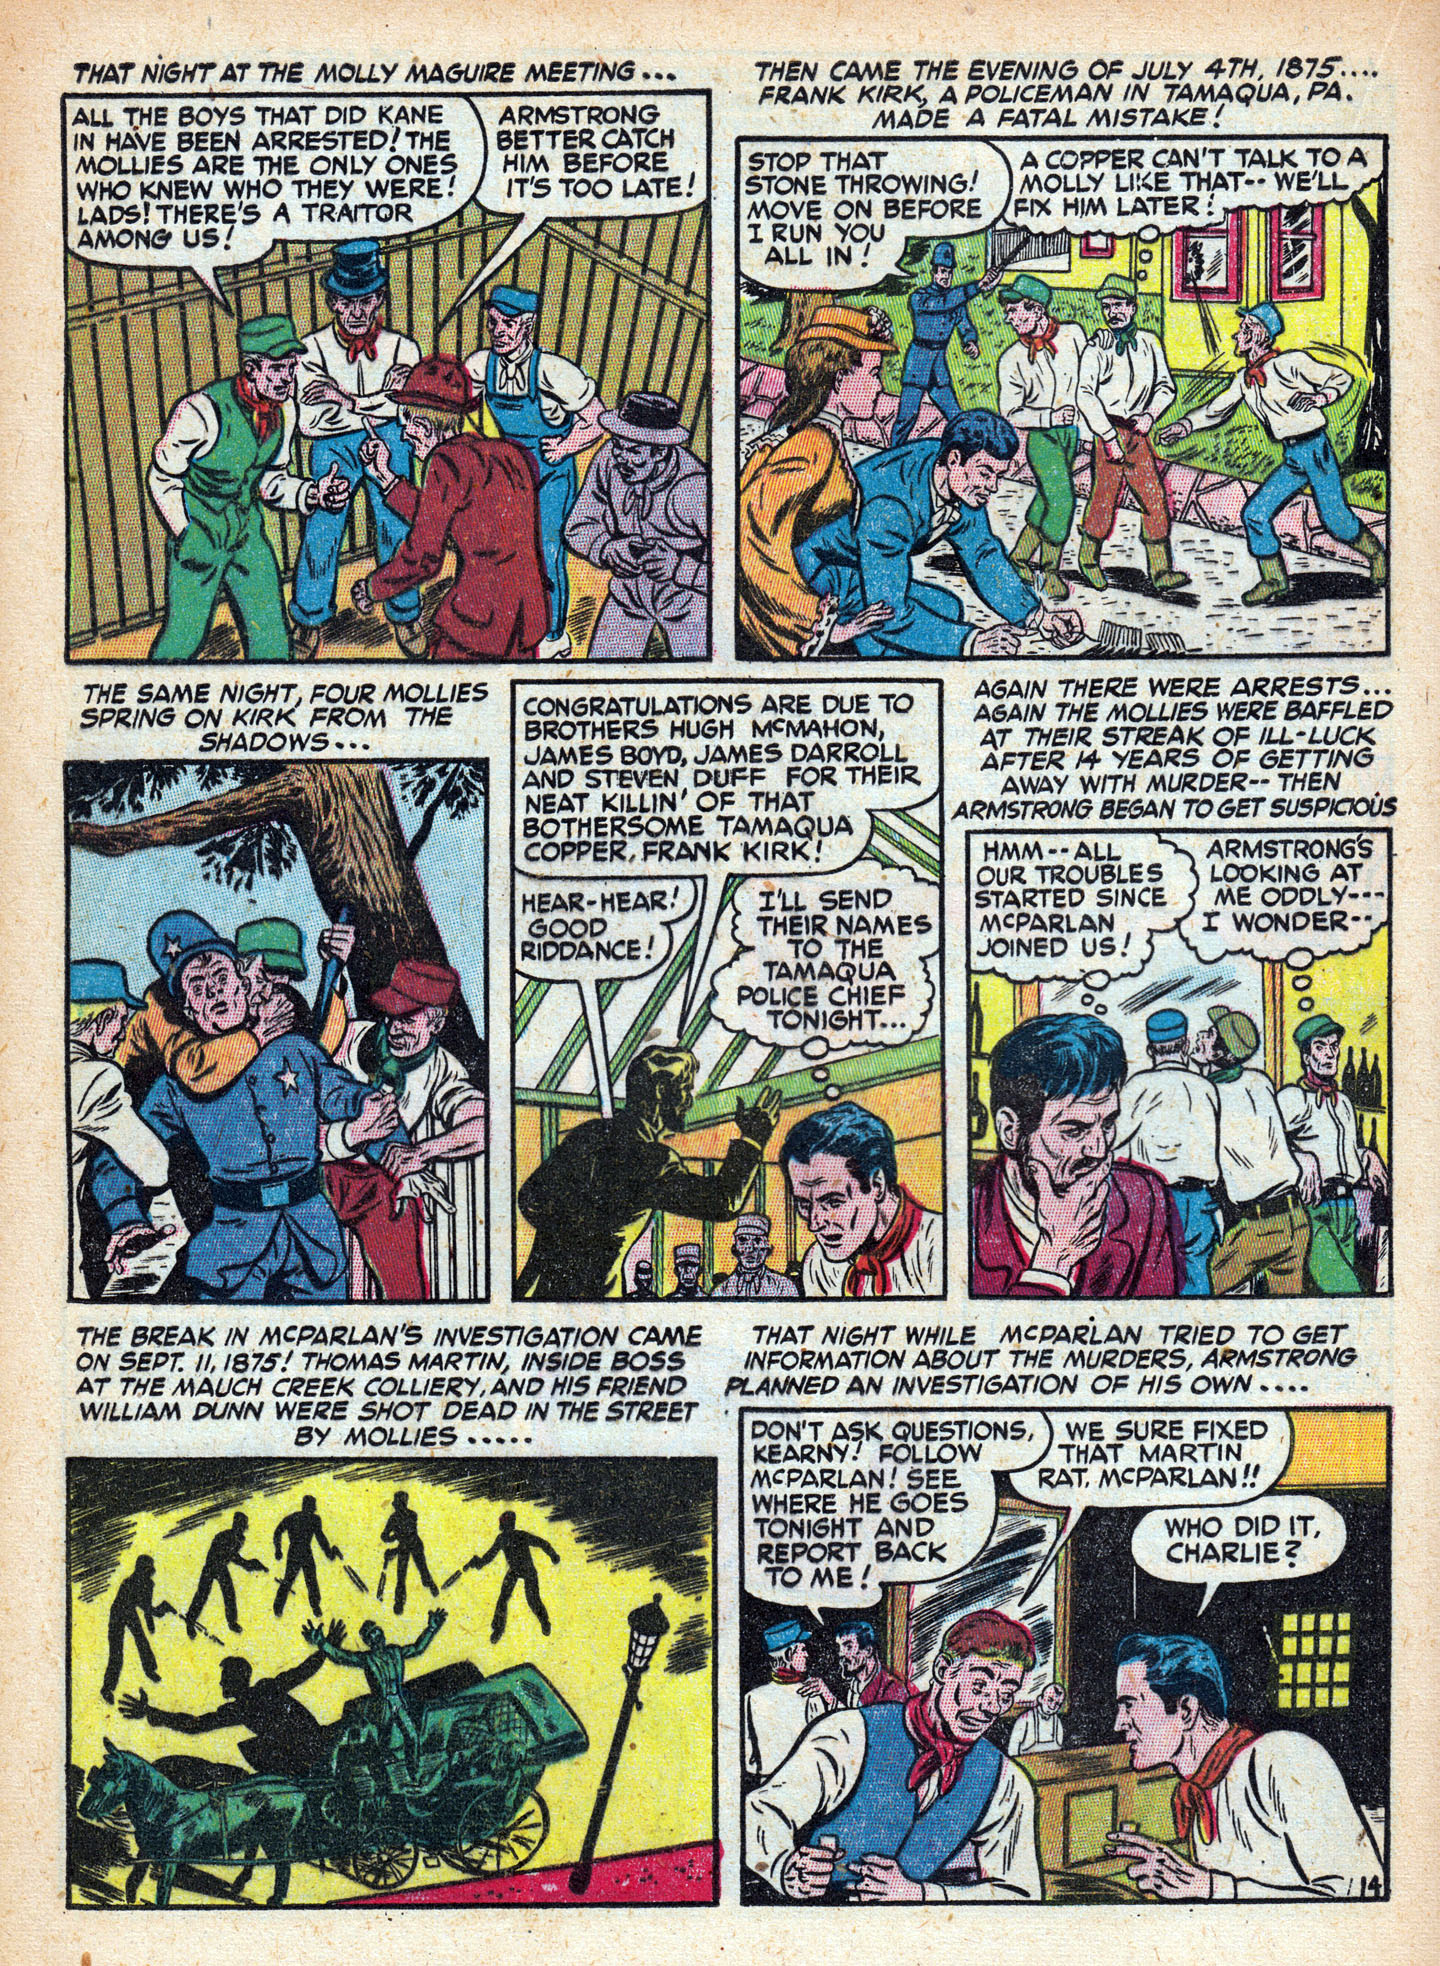 THAT NIGHT AT THE MOLLY MAGUIRE MEETING...
ALL THE BOYS THAT DID KANE
IN HAVE BEEN ARRESTED! THE
MOLLIES ARE THE ONLY ONES
WHO KNEW WHO THEY WERE!
LADS! THERE'S A TRAITOR
AMONG US!
ARMSTRONG
BETTER CATCH
HIM BEFORE
IT'S TOO LATE!
THEN CAME THE EVENING OF JULY 4TH, 1875....
FRANK KIRK, A POLICEMAN IN TAMAQUA, PA.
MADE A FATAL MISTAKE!
STOP THAT
STONE THROWING!
MOVE ON BEFORE
I RUN YOU
ALL IN!
A COPPER CAN'T TALK TO A
MOLLY LIKE THAT-- WE'LL
FIX HIM LATER!
THE SAME NIGHT, FOUR MOLLIES
SPRING ON KIRK FROM THE
SHADOWS...
CONGRATULATIONS ARE DUE TO
BROTHERS HUGH McMAHON,
JAMES BOYD, JAMES DARROLL
AND STEVEN DUFF FOR THEIR
NEAT KILLIN' OF THAT
BOTHERSOME TAMAQUA
COPPER, FRANK KIRK!
HEAR-HEAR!
GOOD
RIDDANCE!
I'LL SEND
THEIR NAMES
TO THE
TAMAQUA
POLICE CHIEF
TONIGHT...
AGAIN THERE WERE ARRESTS...
AGAIN THE MOLLIES WERE BAFFLED
AT THEIR STREAK OF ILL-LUCK
AFTER 14 YEARS OF GETTING
AWAY WITH MURDER-- THEN
ARMSTRONG BEGAN TO GET SUSPICIOUS
HMM--ALL
OUR TROUBLES
STARTED SINCE
McPARLAN
JOINED US!
ARMSTRONG'S
LOOKING AT
ME ODDLY---
I WONDER--
THE BREAK IN McPARLAN'S INVESTIGATION CAME
ON SEPT. 11, 1875! THOMAS MARTIN, INSIDE BOSS
AT THE MAUCH CREEK COLLIERY, AND HIS FRIEND
WILLIAM DUNN WERE SHOT DEAD IN THE STREET
BY MOLLIES.....
THAT NIGHT WHILE McPARLAN TRIED TO GET
INFORMATION ABOUT THE MURDERS, ARMSTRONG
PLANNED AN INVESTIGATION OF HIS OWN....
DON'T ASK QUESTIONS,
KEARNY! FOLLOW
McPARLAN! SEE
WHERE HE GOES
TONIGHT AND
REPORT BACK
TO ME!
WE SURE FIXED
THAT MARTIN
RAT, McPARLAN!!
WHO DID IT,
CHARLIE?
14